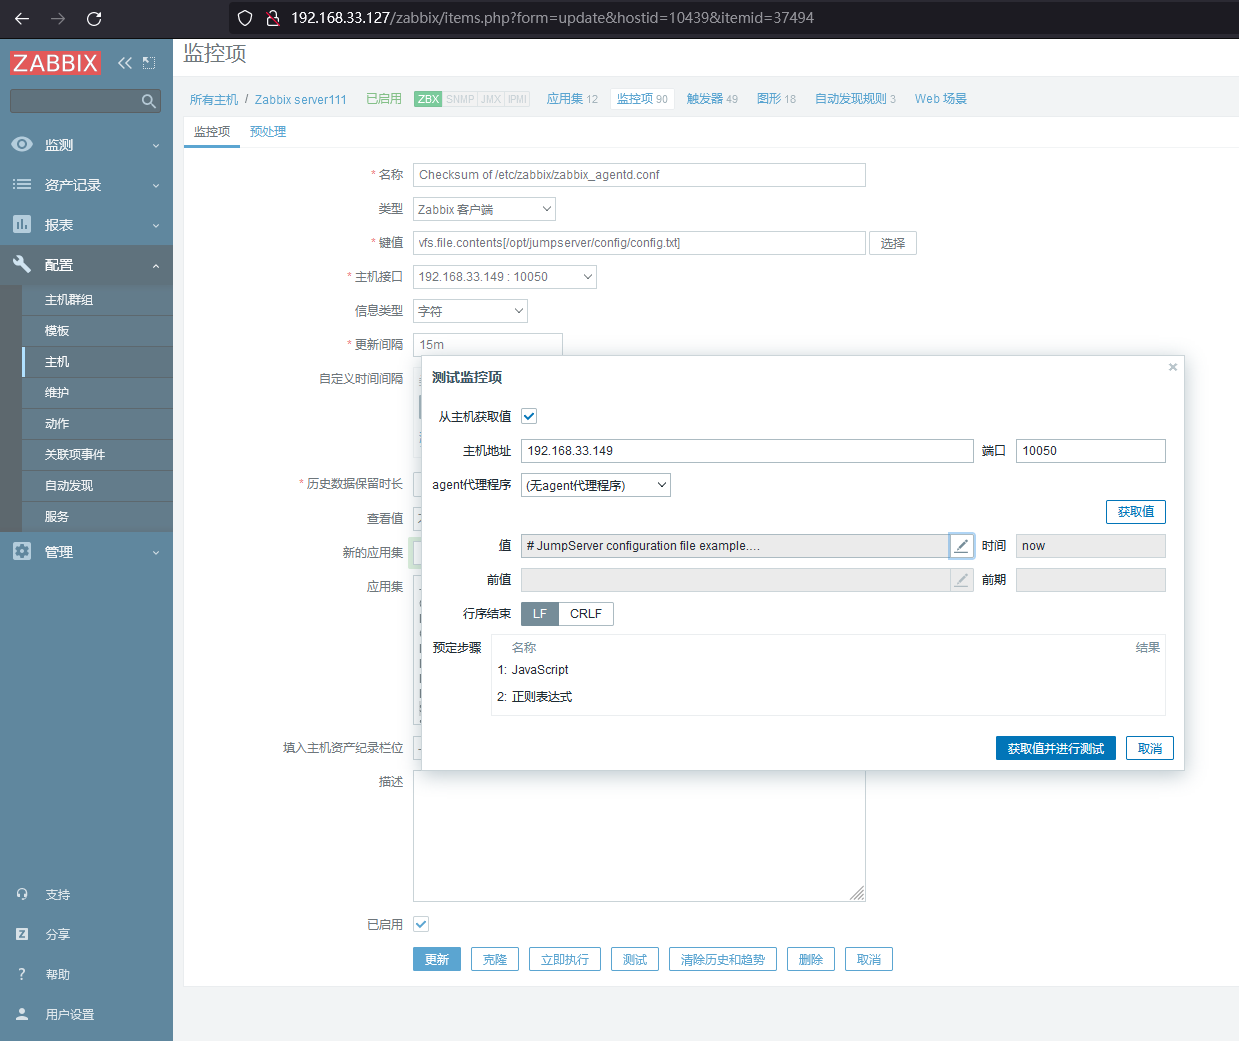 192.168.33.127/zabbix/items.php?form=update&hostid=10439&itemid=37494
ZABBIX
监测
资产记录
报表
配置
主机群组
模板
主机
维护
动作
关联项事件
自动发现
服务
管理
支持
分享
帮助
用户设置
监控项
所有主机 / Zabbix server111 已启用 ZBX SNMP JMX IPMI 应用集 12 监控项 90 触发器 49 图形 18 自动发现规则 3 Web 场景
监控项 预处理
* 名称 Checksum of /etc/zabbix/zabbix_agentd.conf
类型 Zabbix 客户端
* 键值 vfs.file.contents[/opt/jumpserver/config/config.txt] 选择
* 主机接口 192.168.33.149 : 10050
信息类型 字符
* 更新间隔 15m
自定义时间间隔
* 历史数据保留时长
查看值
新的应用集
应用集
填入主机资产纪录栏位
描述
已启用
更新 克隆 立即执行 测试 清除历史和趋势 删除 取消
测试监控项
从主机获取值
主机地址 192.168.33.149 端口 10050
agent代理程序 (无agent代理程序)
获取值
值 # JumpServer configuration file example.... 时间 now
前值 前期
行序结束 LF CRLF
预定步骤 名称 结果
1: JavaScript
2: 正则表达式
获取值并进行测试 取消